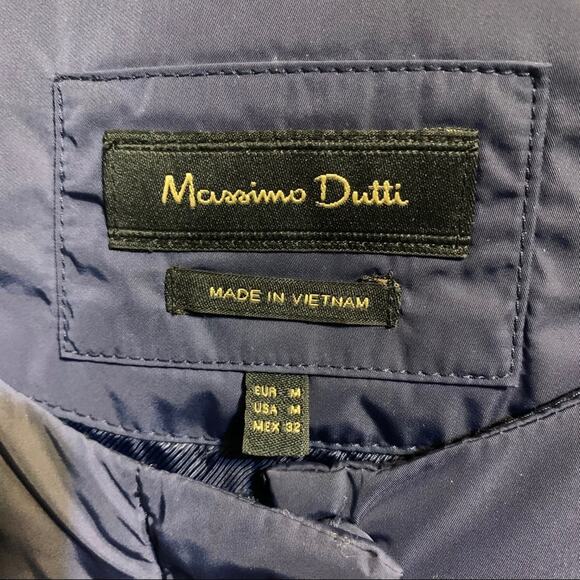 Massimo Dutti
MADE IN VIETNAM
EUR M
USA M
MEX 32